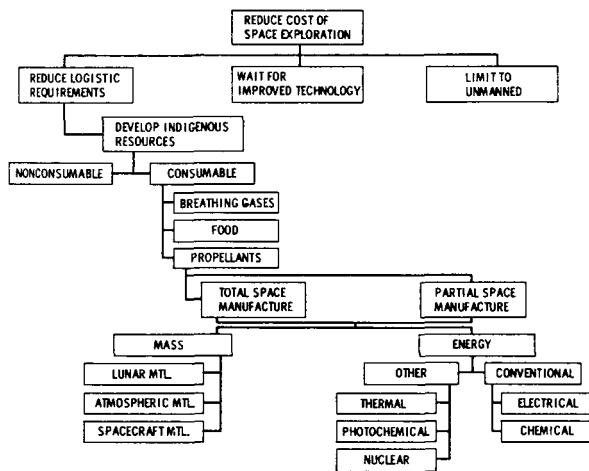 REDUCE COST OF
SPACE EXPLORATION
REDUCE LOGISTIC
REQUIREMENTS
WAIT FOR
IMPROVED TECHNOLOGY
LIMIT TO
UNMANNED
DEVELOP INDIGENOUS
RESOURCES
NONCONSUMABLE
CONSUMABLE
BREATHING GASES
FOOD
PROPELLANTS
TOTAL SPACE
MANUFACTURE
PARTIAL SPACE
MANUFACTURE
MASS
ENERGY
LUNAR MTL.
ATMOSPHERIC MTL.
SPACECRAFT MTL.
OTHER
CONVENTIONAL
THERMAL
PHOTOCHEMICAL
NUCLEAR
ELECTRICAL
CHEMICAL